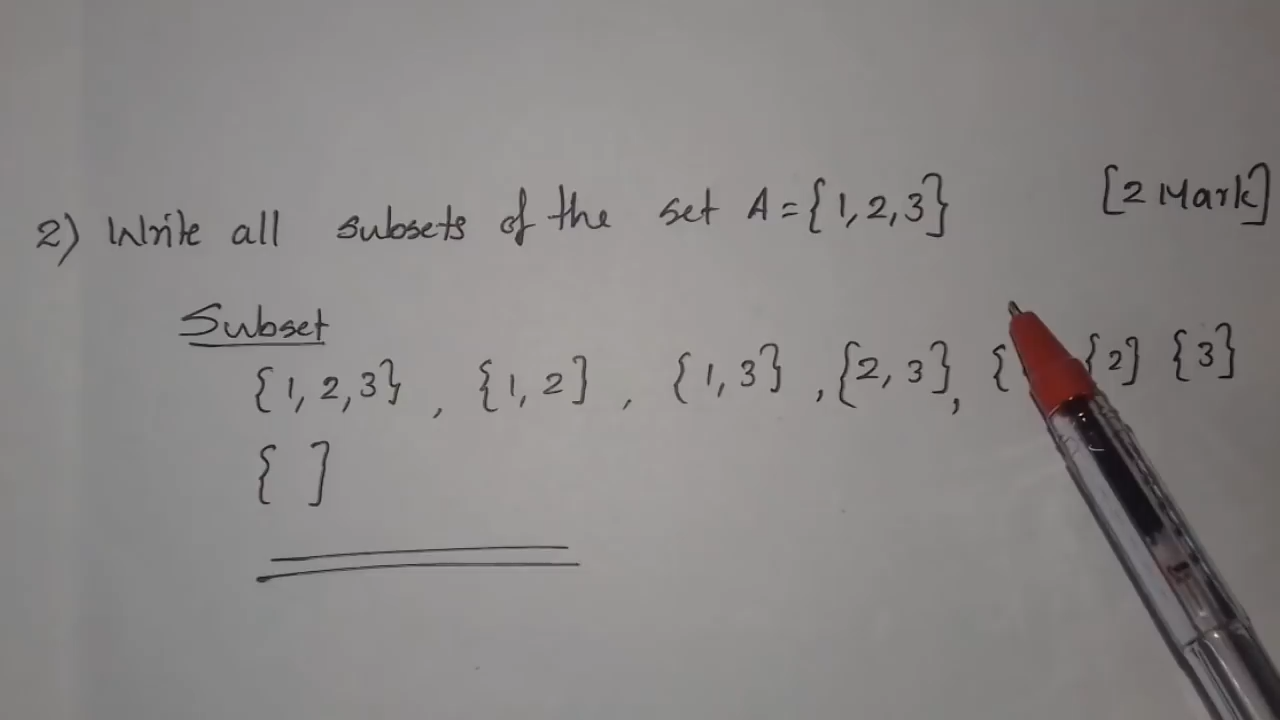 2) Write all subsets of the set A={1,2,3} [2 Mark]
Subset
{1,2,3}, {1,2}, {1,3}, {2,3}, { {2} {3}
{ }